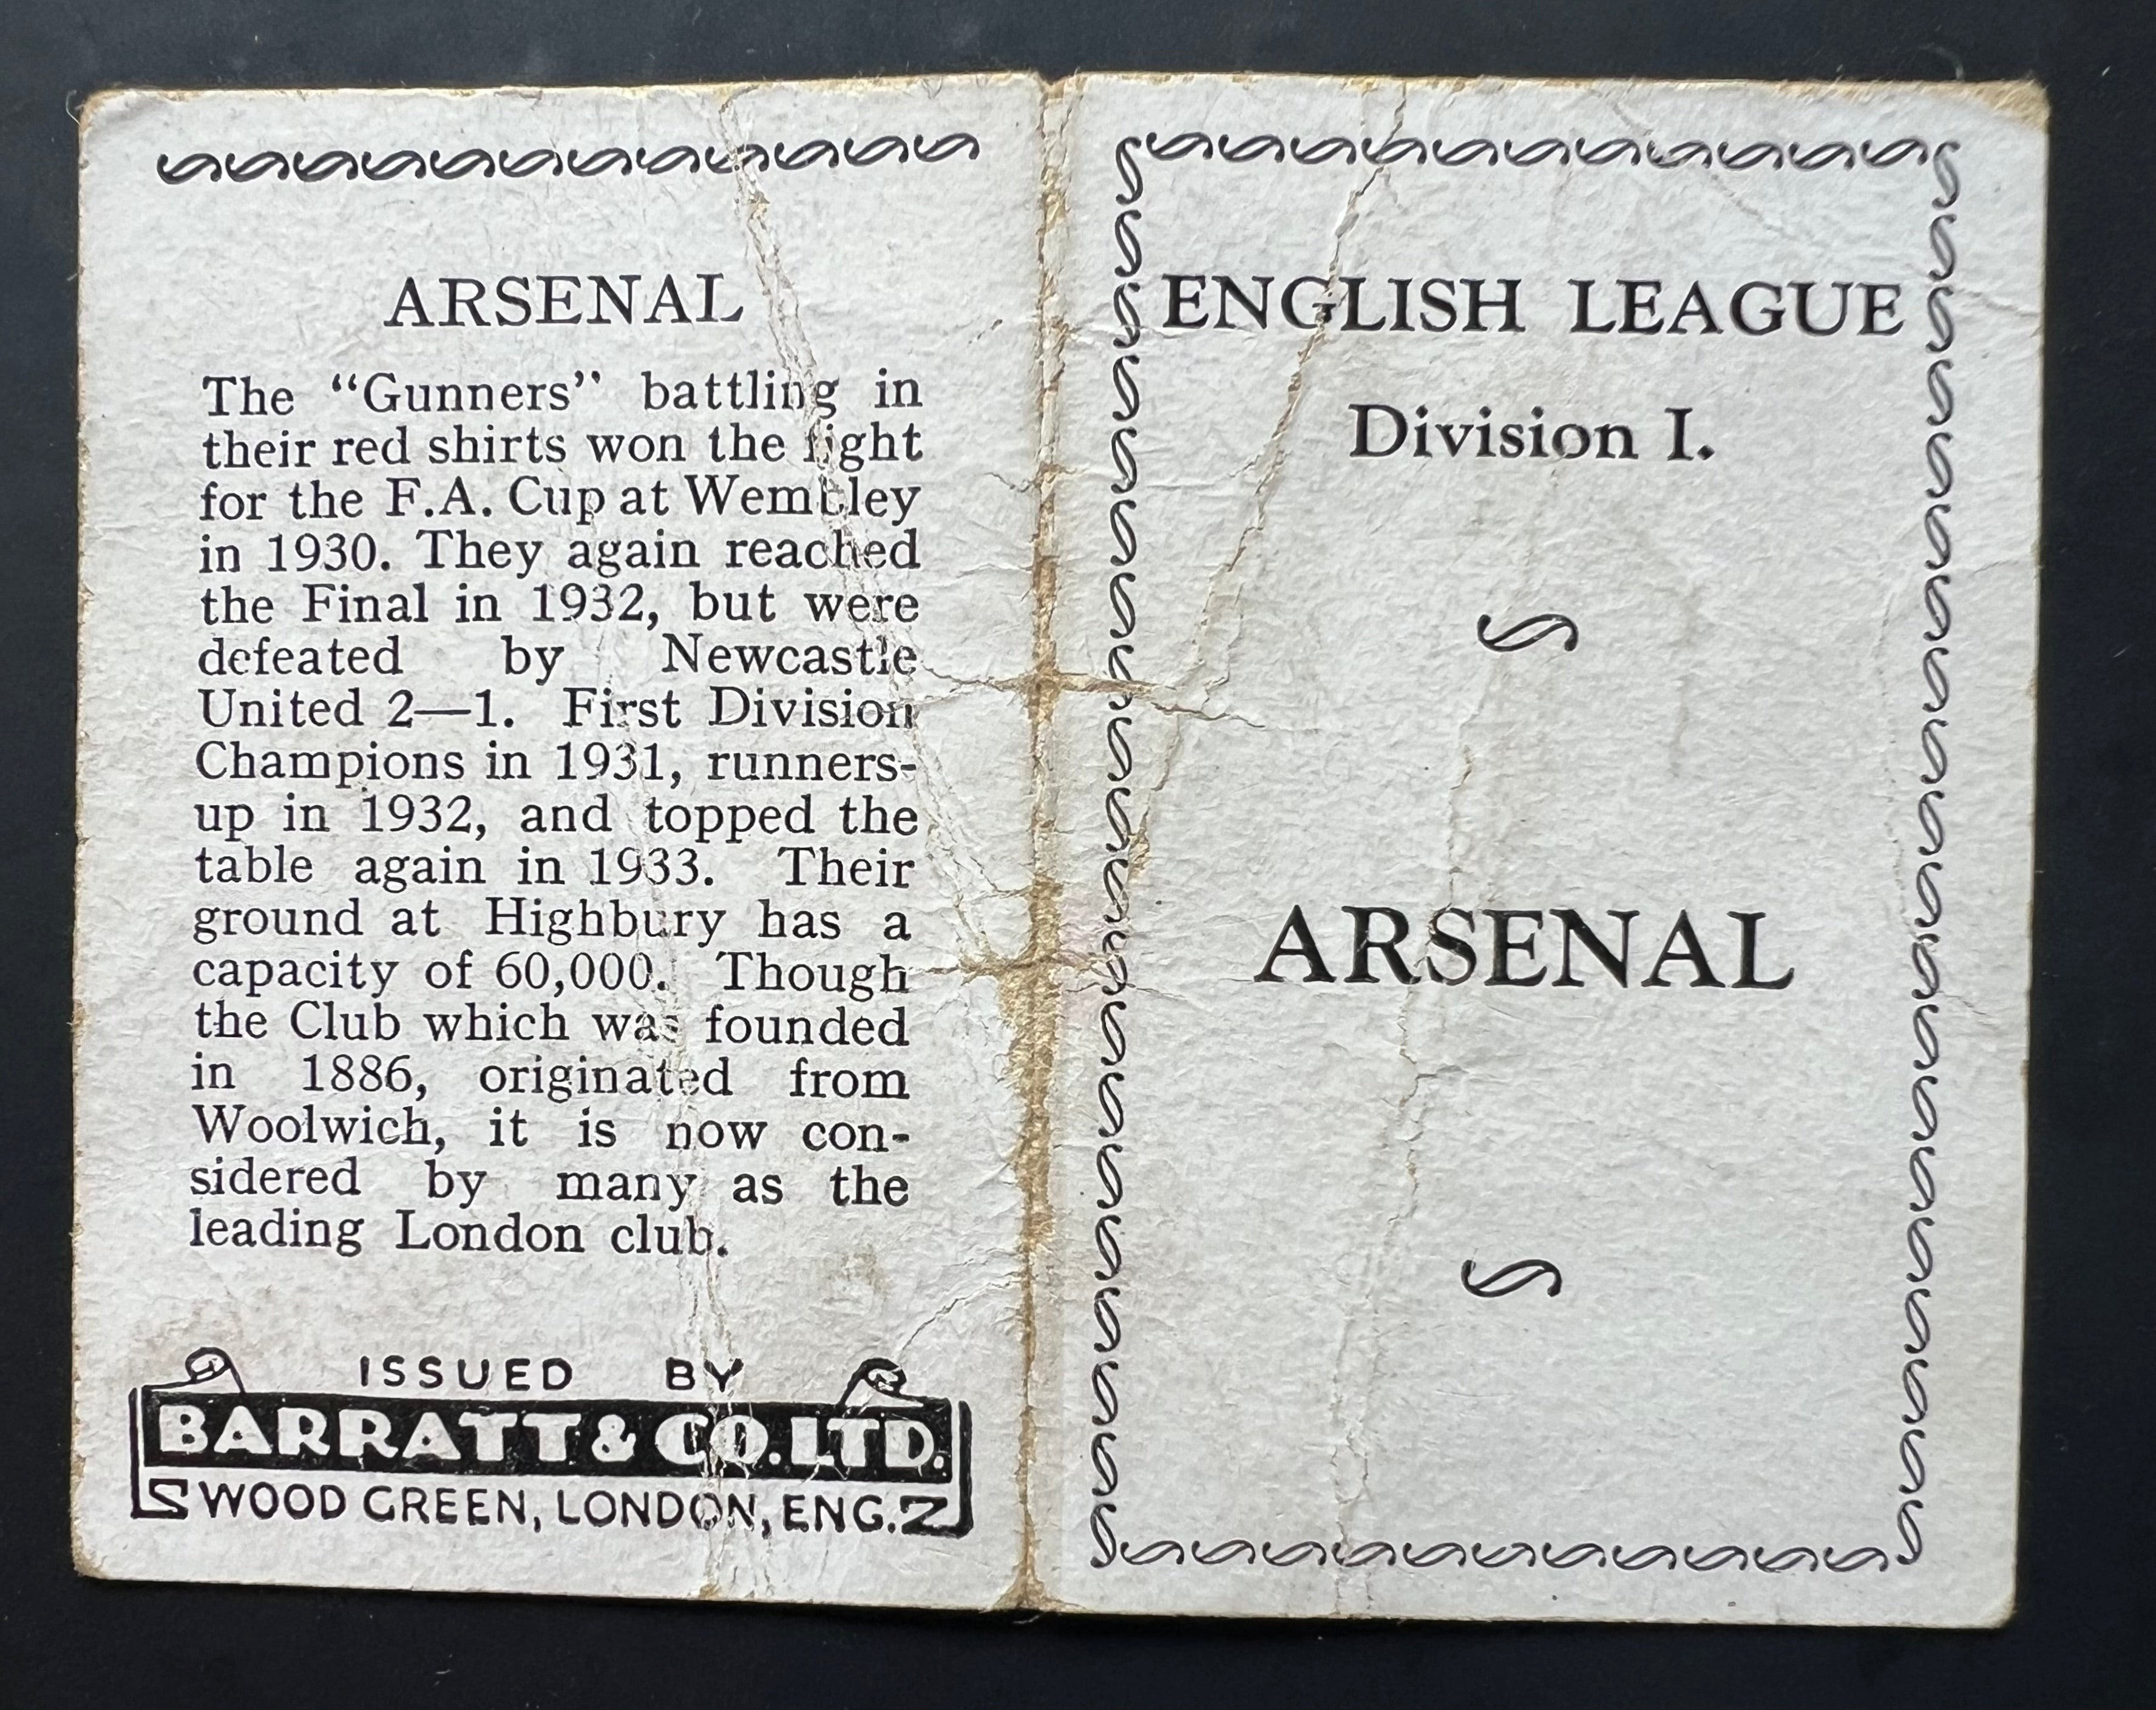 ARSENAL
The "Gunners" battling in
their red shirts won the fight
for the F.A. Cup at Wembley
in 1930. They again reached
the Final in 1932, but were
defeated by Newcastle
United 2—1. First Division
Champions in 1931, runners-
up in 1932, and topped the
table again in 1933. Their
ground at Highbury has a
capacity of 60,000. Though
the Club which was founded
in 1886, originated from
Woolwich, it is now con-
sidered by many as the
leading London club.
ISSUED BY
BARRATT & CO. LTD.
WOOD GREEN, LONDON, ENG.
ENGLISH LEAGUE
Division I.
ARSENAL